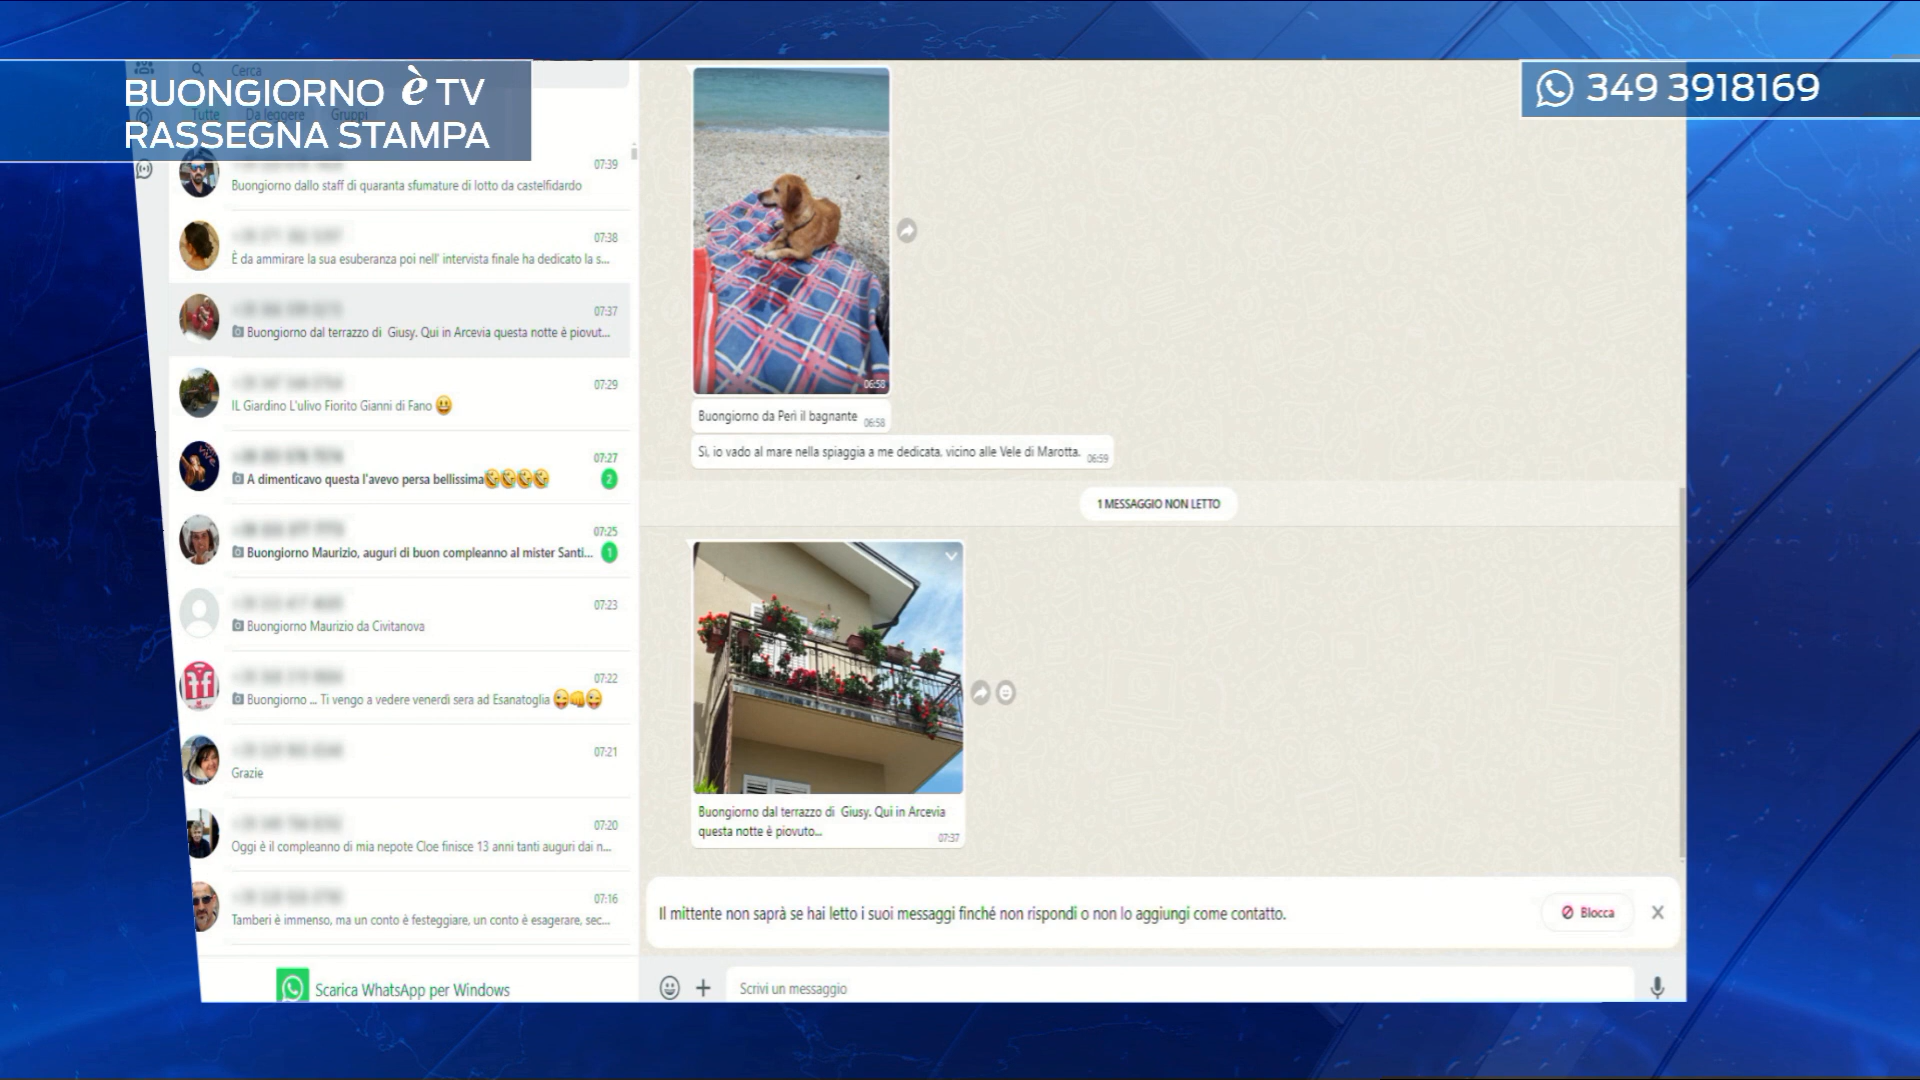 BUONGIORNO è TV
RASSEGNA STAMPA
349 3918169
Cerca
Tutte Da leggere Gruppi
07:39
Buongiorno dallo staff di quaranta sfumature di lotto da castelfidardo
07:38
È da ammirare la sua esuberanza poi nell' intervista finale ha dedicato la s...
07:37
Buongiorno dal terrazzo di Giusy. Qui in Arcevia questa notte è piovut...
07:29
IL Giardino L'ulivo Fiorito Gianni di Fano 😃
07:27
A dimenticavo questa l'avevo persa bellissima🤣🤣🤣🤣
2
07:25
Buongiorno Maurizio, auguri di buon compleanno al mister Santi...
1
07:23
Buongiorno Maurizio da Civitanova
07:22
Buongiorno ... Ti vengo a vedere venerdì sera ad Esanatoglia 😜👊😜
07:21
Grazie
07:20
Oggi è il compleanno di mia nepote Cloe finisce 13 anni tanti auguri dai n...
07:16
Tamberi è immenso, ma un conto è festeggiare, un conto è esagerare, sec...
Scarica WhatsApp per Windows
06:58
Buongiorno da Perì il bagnante 06:58
Sì, io vado al mare nella spiaggia a me dedicata. vicino alle Vele di Marotta. 06:59
1 MESSAGGIO NON LETTO
Buongiorno dal terrazzo di Giusy. Qui in Arcevia
questa notte è piovuto...
07:37
Il mittente non saprà se hai letto i suoi messaggi finché non rispondi o non lo aggiungi come contatto.
Blocca
Scrivi un messaggio